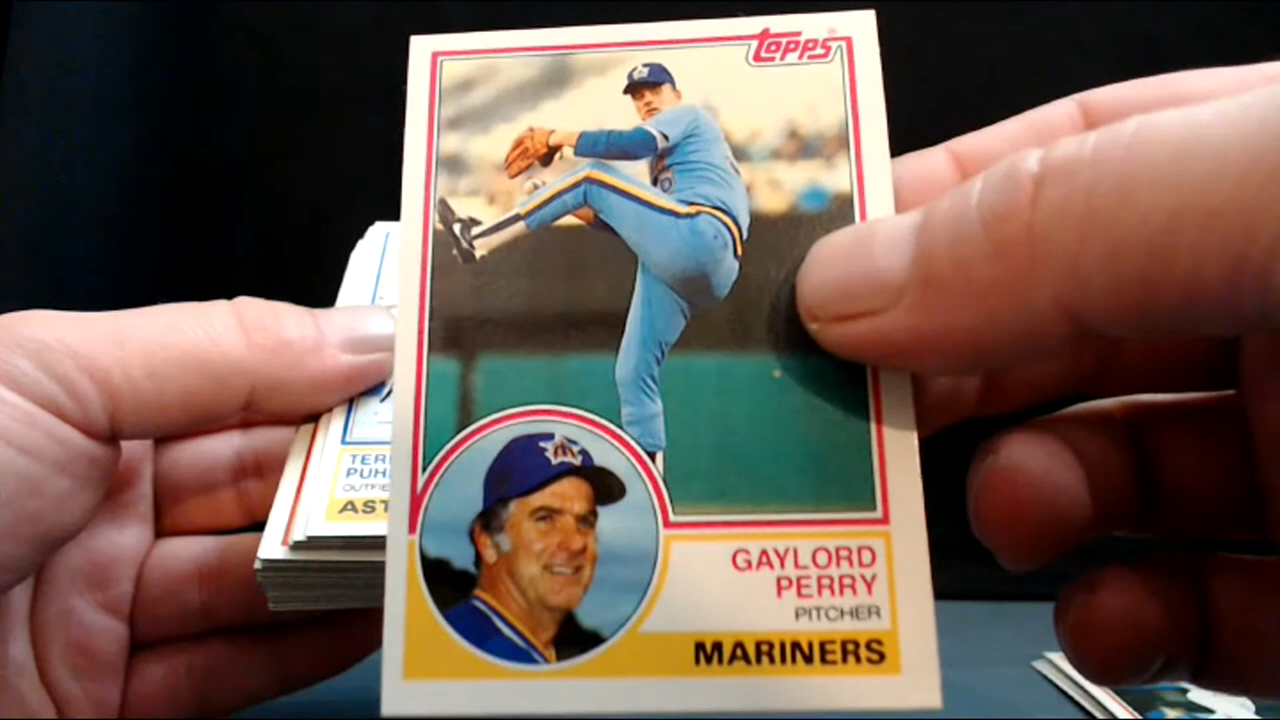 topps
GAYLORD
PERRY
PITCHER
MARINERS
TER
PUH
OUTFIE
AST